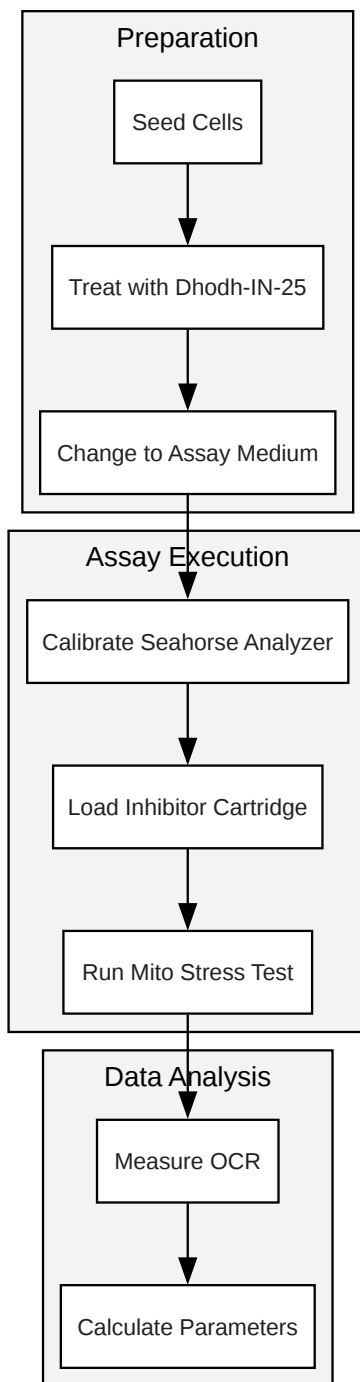 Preparation
Seed Cells
Treat with Dhodh-IN-25
Change to Assay Medium
Assay Execution
Calibrate Seahorse Analyzer
Load Inhibitor Cartridge
Run Mito Stress Test
Data Analysis
Measure OCR
Calculate Parameters